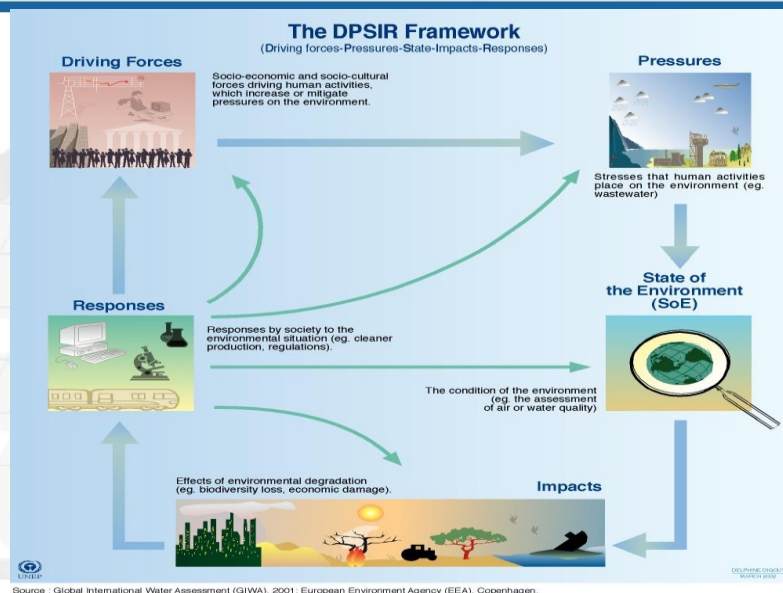 The DPSIR Framework
(Driving forces-Pressures-State-Impacts-Responses)
Driving Forces
Socio-economic and socio-cultural
forces driving human activities,
which increase or mitigate
pressures on the environment.
Pressures
Stresses that human activities
place on the environment (eg.
wastewater)
State of
the Environment
(SoE)
Responses
Responses by society to the
environmental situation (eg. cleaner
production, regulations).
The condition of the environment
(eg. the assessment
of air or water quality)
Effects of environmental degradation
(eg. biodiversity loss, economic damage).
Impacts
UNEP
MARCH 2002
Source : Global International Water Assessment (GIWA), 2001; European Environment Agency (EEA), Copenhagen.